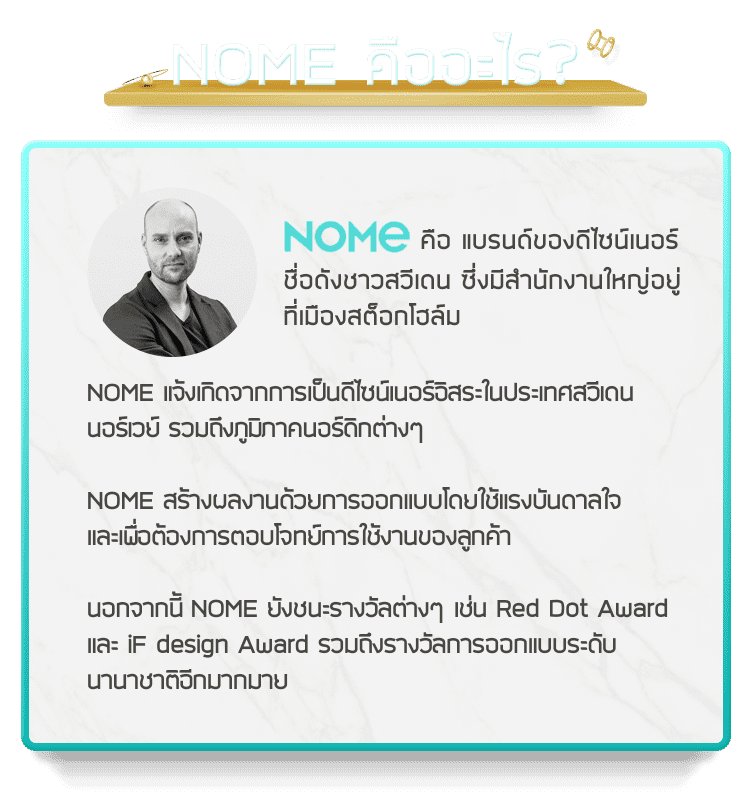 NOME คืออะไร?
NOMe คือ แบรนด์ของดีไซน์เนอร์
ชื่อดังชาวสวีเดน ซึ่งมีสำนักงานใหญ่อยู่
ที่เมืองสต็อกโฮล์ม
NOME แจ้งเกิดจากการเป็นดีไซน์เนอร์อิสระในประเทศสวีเดน
นอร์เวย์ รวมถึงภูมิภาคนอร์ดิกต่างๆ
NOME สร้างผลงานด้วยการออกแบบโดยใช้แรงบันดาลใจ
และเพื่อต้องการตอบโจทย์การใช้งานของลูกค้า
นอกจากนี้ NOME ยังชนะรางวัลต่างๆ เช่น Red Dot Award
และ iF design Award รวมถึงรางวัลการออกแบบระดับ
นานาชาติอีกมากมาย